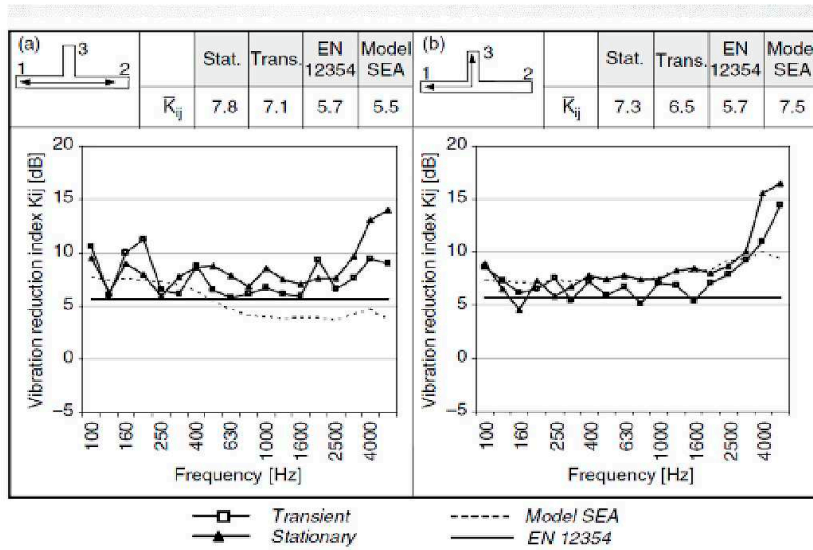 (a)
3
1 2
Stat. Trans. EN 12354 Model SEA
K̅ij 7.8 7.1 5.7 5.5
Vibration reduction index Kij [dB]
20
15
10
5
0
−5
100 160 250 400 630 1000 1600 2500 4000
Frequency [Hz]
(b)
3
1 2
Stat. Trans. EN 12354 Model SEA
K̅ij 7.3 6.5 5.7 7.5
Vibration reduction index Kij [dB]
20
15
10
5
0
−5
100 160 250 400 630 1000 1600 2500 4000
Frequency [Hz]
Transient Model SEA
Stationary EN 12354